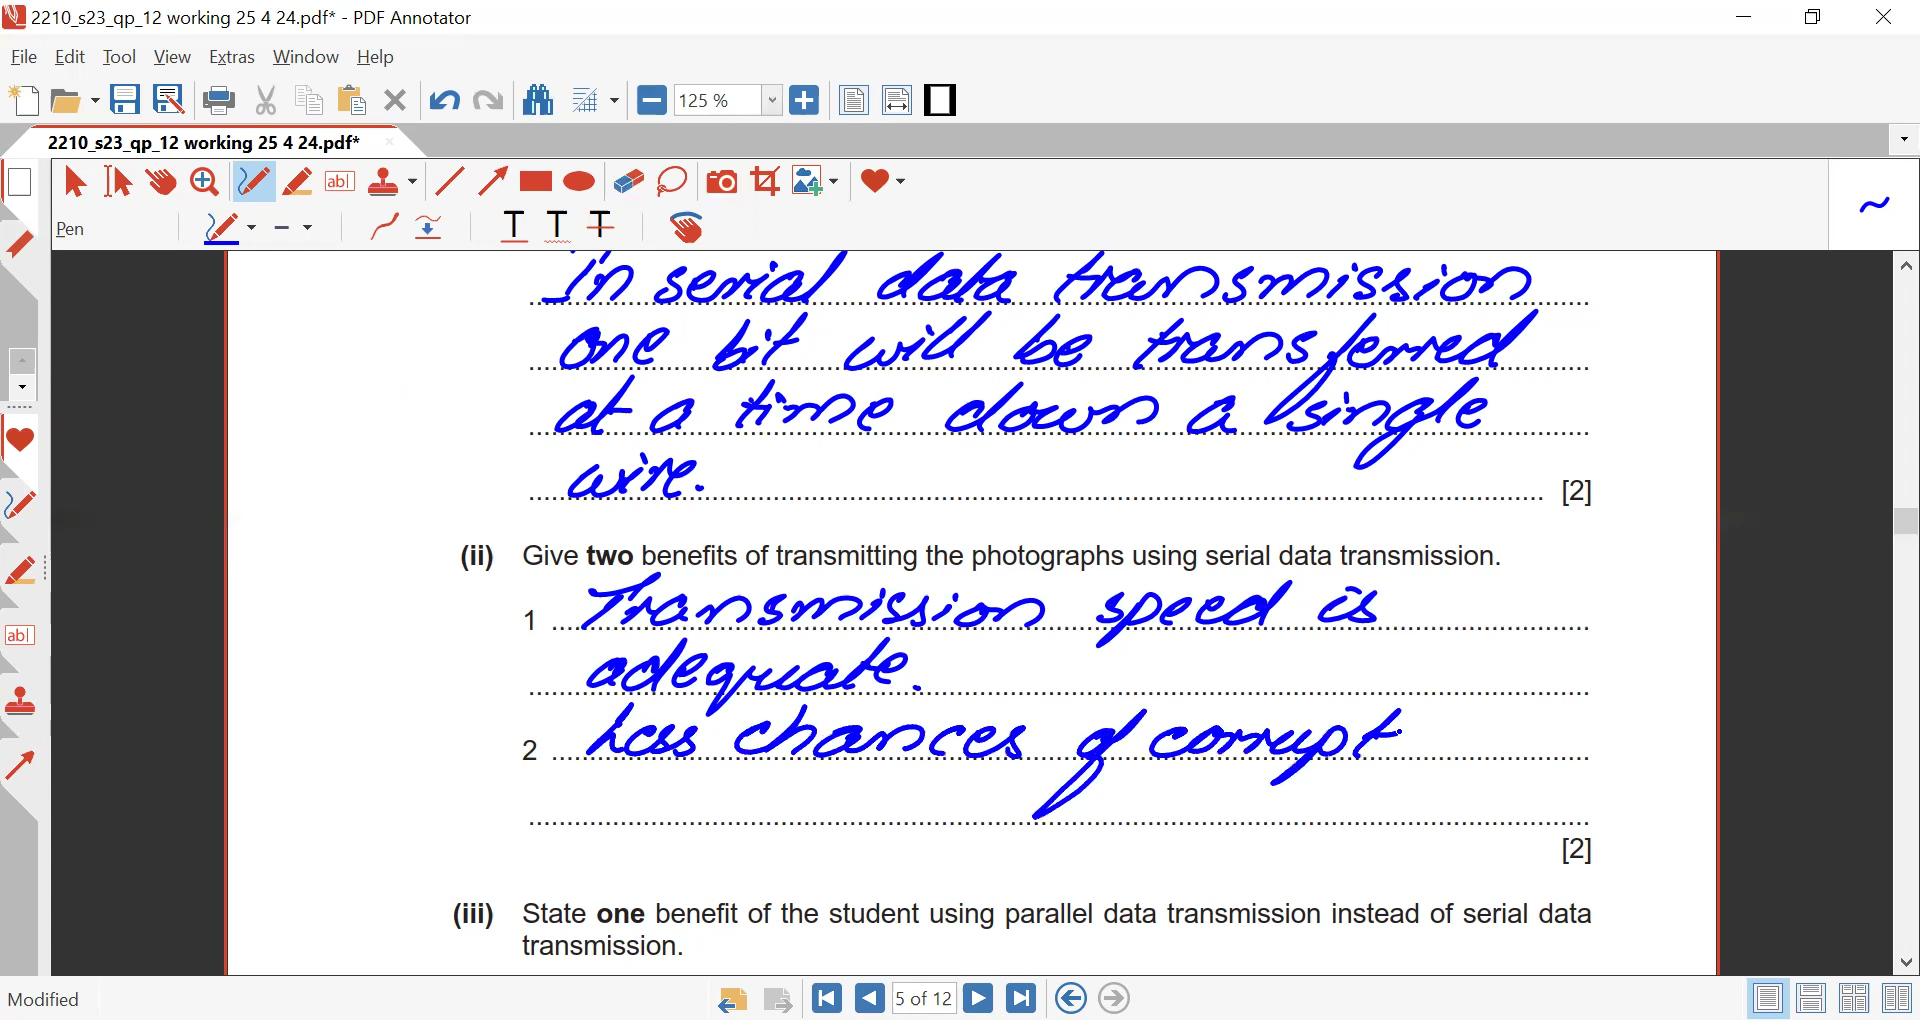 2210_s23_qp_12 working 25 4 24.pdf* - PDF Annotator
File Edit Tool View Extras Window Help
125 %
2210_s23_qp_12 working 25 4 24.pdf*
Pen
In serial data transmission
one bit will be transferred
at a time down a single
wire.
[2]
(ii) Give two benefits of transmitting the photographs using serial data transmission.
1 Transmission speed is
adequate.
2 Less chances of corrupt
[2]
(iii) State one benefit of the student using parallel data transmission instead of serial data
transmission.
Modified 5 of 12